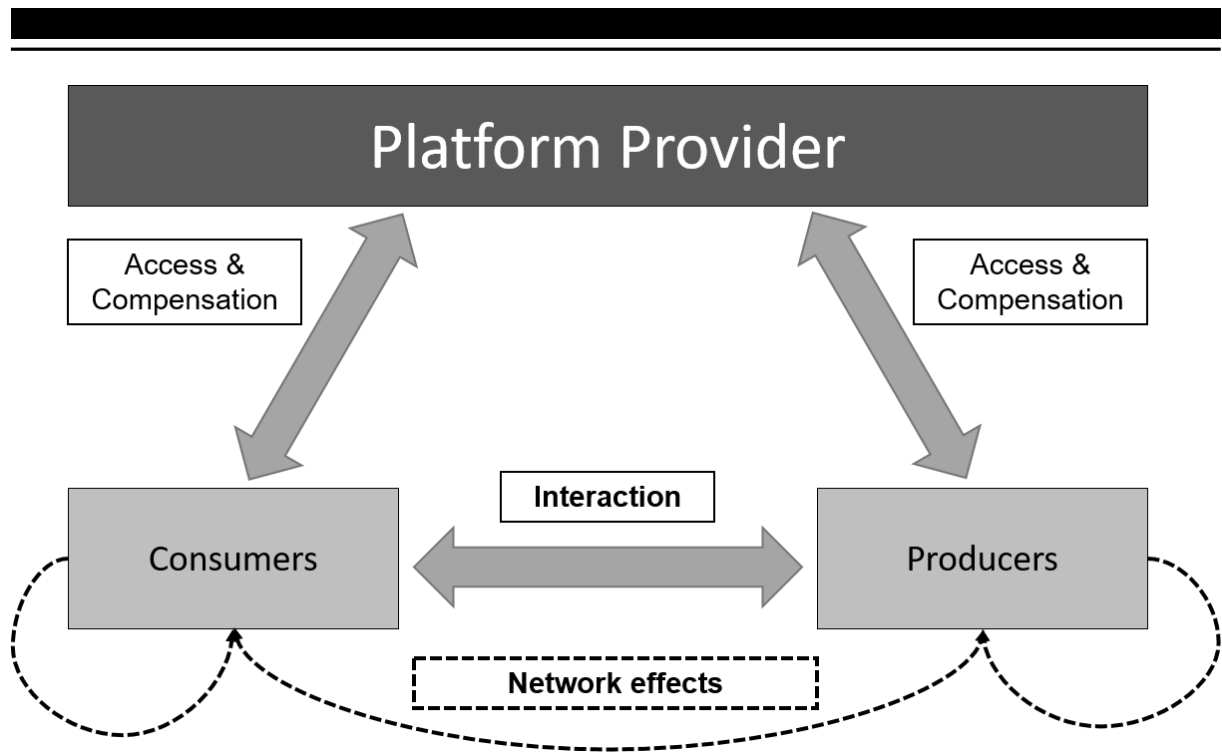 Platform Provider
Access &
Compensation
Access &
Compensation
Interaction
Consumers
Producers
Network effects